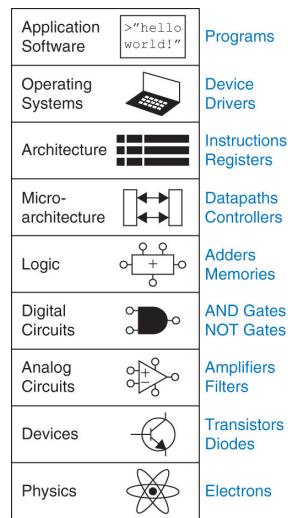 Application
Software
>"hello
world!"
Programs
Operating
Systems
Device
Drivers
Architecture
Instructions
Registers
Micro-
architecture
Datapaths
Controllers
Logic
+
Adders
Memories
Digital
Circuits
AND Gates
NOT Gates
Analog
Circuits
+
−
Amplifiers
Filters
Devices
Transistors
Diodes
Physics
Electrons